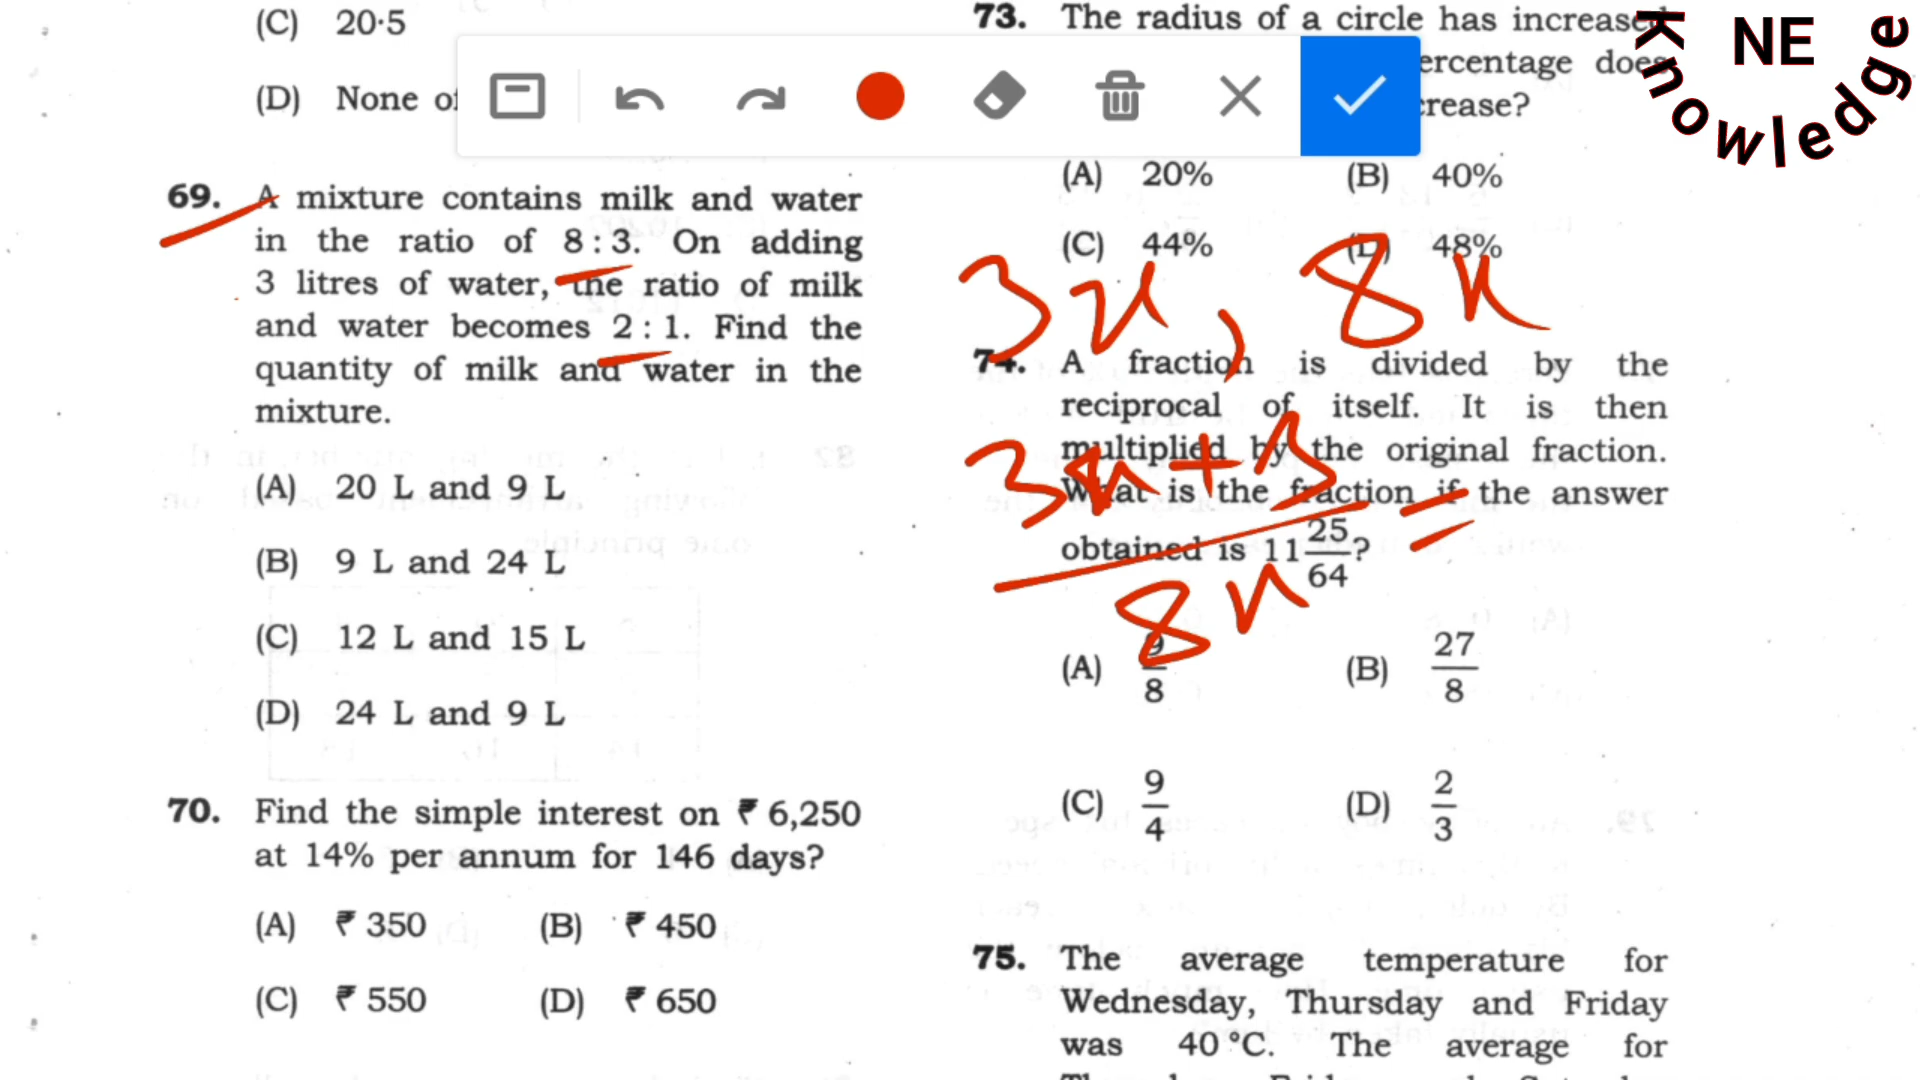 (C) 20·5
(D) None of
69. A mixture contains milk and water
in the ratio of 8 : 3. On adding
3 litres of water, the ratio of milk
and water becomes 2 : 1. Find the
quantity of milk and water in the
mixture.
(A) 20 L and 9 L
(B) 9 L and 24 L
(C) 12 L and 15 L
(D) 24 L and 9 L
70. Find the simple interest on ₹ 6,250
at 14% per annum for 146 days?
(A) ₹ 350 (B) ₹ 450
(C) ₹ 550 (D) ₹ 650
73. The radius of a circle has increased
ercentage does
crease?
(A) 20% (B) 40%
(C) 44% (D) 48%
3x, 8x
74. A fraction is divided by the
reciprocal of itself. It is then
multiplied by the original fraction.
What is the fraction if the answer
obtained is 11 25/64?
3x + 3 =
8x
(A) 9/8 (B) 27/8
(C) 9/4 (D) 2/3
75. The average temperature for
Wednesday, Thursday and Friday
was 40 °C. The average for
NE
Knowledge